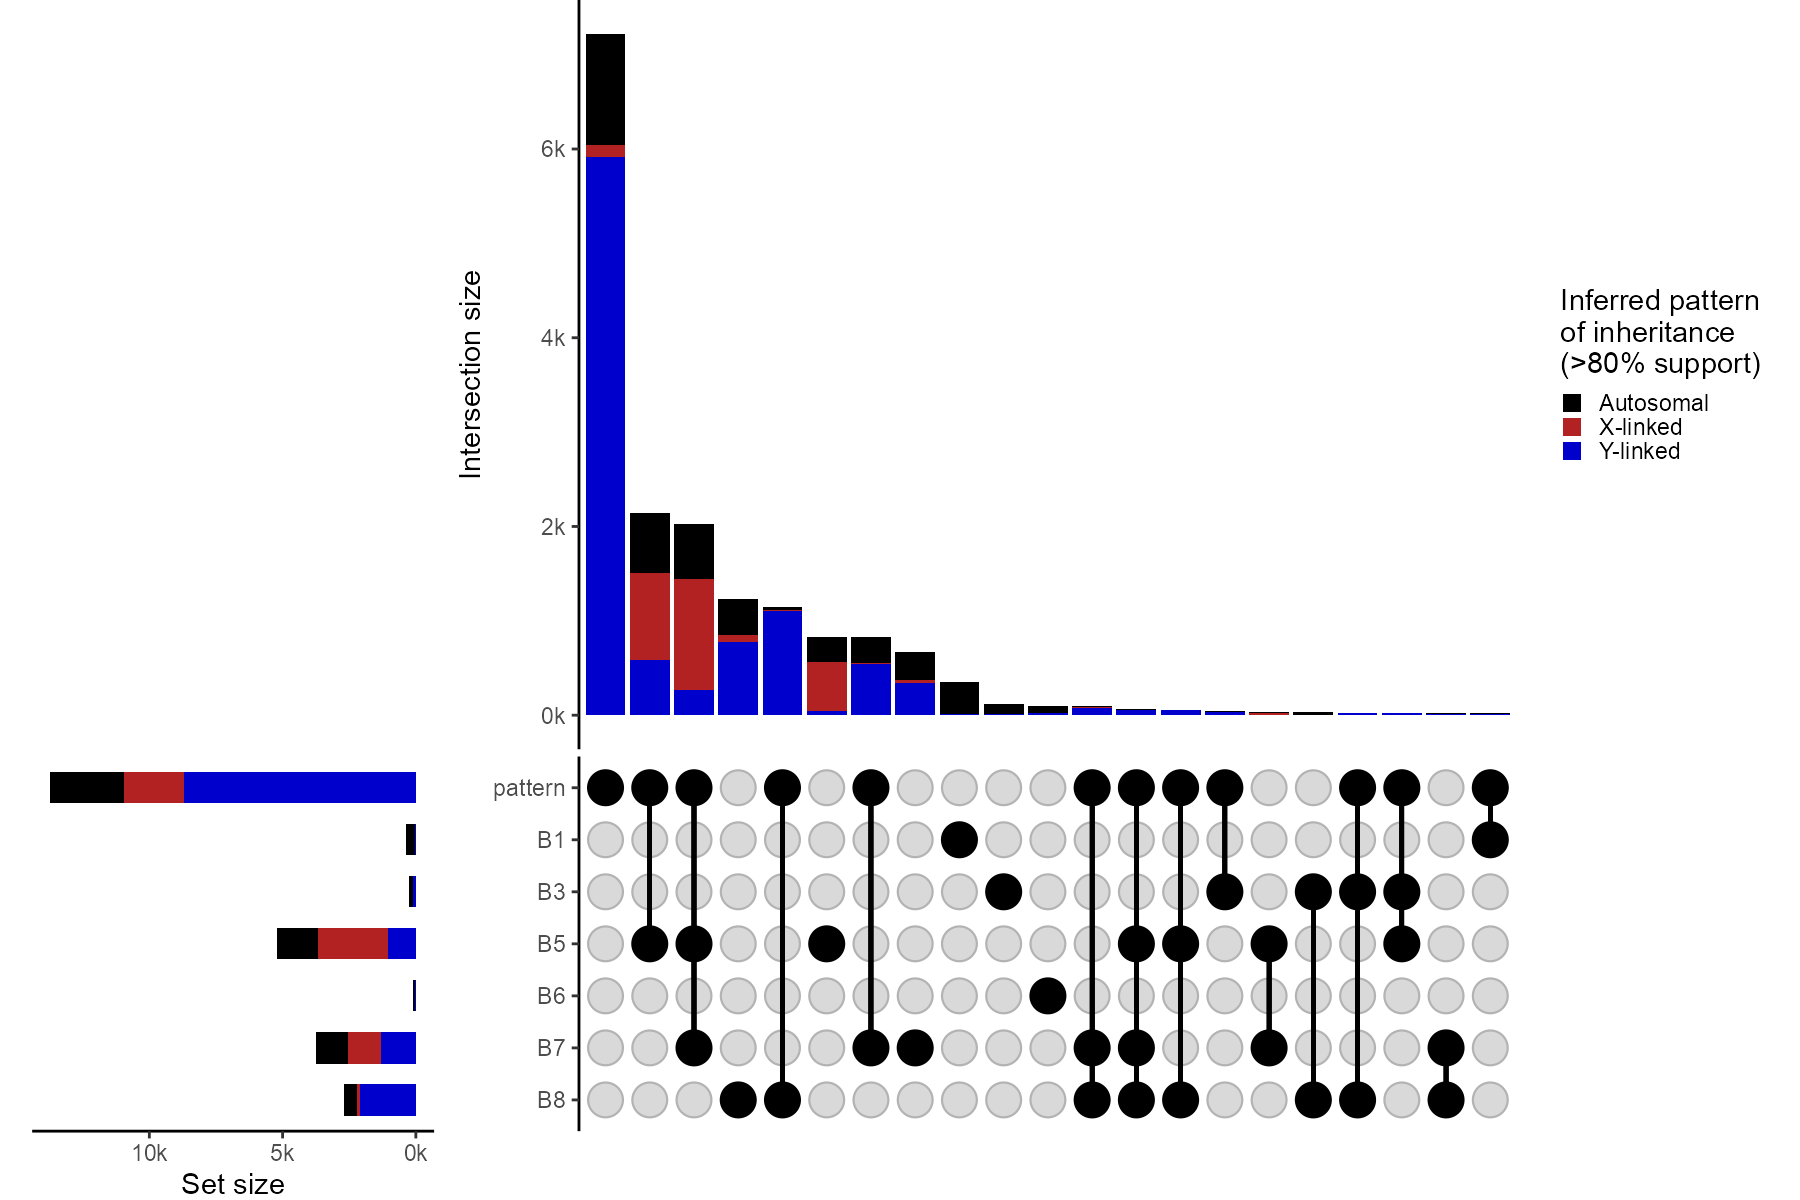 6k
4k
2k
0k
Intersection size
Inferred pattern
of inheritance
(>80% support)
Autosomal
X-linked
Y-linked
pattern
B1
B3
B5
B6
B7
B8
10k 5k 0k
Set size